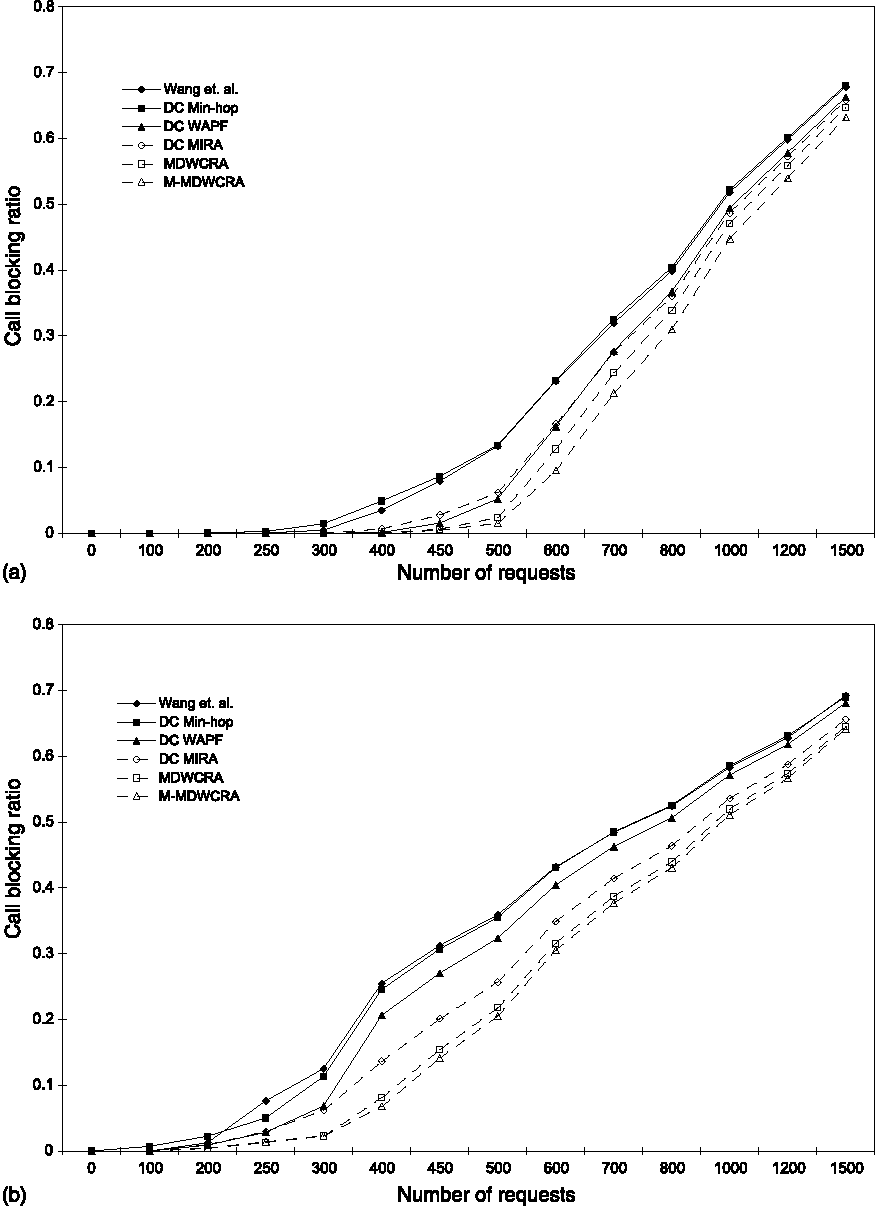 0.8
0.7
0.6
0.5
0.4
0.3
0.2
0.1
0
Call blocking ratio
Wang et. al.
DC Min-hop
DC WAPF
DC MIRA
MDWCRA
M-MDWCRA
0 100 200 250 300 400 450 500 600 700 800 1000 1200 1500
(a)
Number of requests
0.8
0.7
0.6
0.5
0.4
0.3
0.2
0.1
0
Call blocking ratio
Wang et. al.
DC Min-hop
DC WAPF
DC MIRA
MDWCRA
M-MDWCRA
0 100 200 250 300 400 450 500 600 700 800 1000 1200 1500
(b)
Number of requests